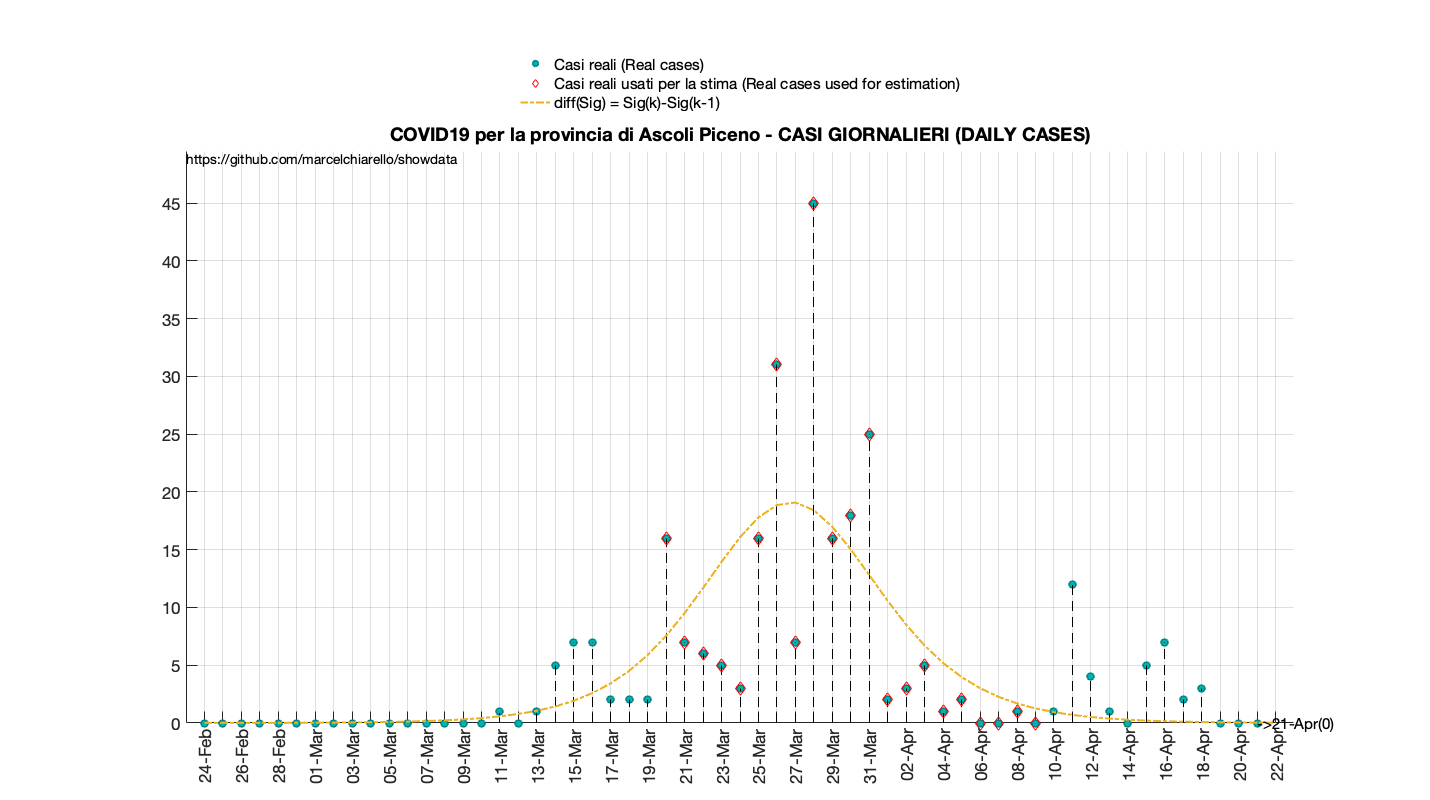 Casi reali (Real cases)
Casi reali usati per la stima (Real cases used for estimation)
diff(Sig) = Sig(k)-Sig(k-1)
COVID19 per la provincia di Ascoli Piceno - CASI GIORNALIERI (DAILY CASES)
https://github.com/marcelchiarello/showdata
45
40
35
30
25
20
15
10
5
0
->21-Apr(0)
24-Feb
26-Feb
28-Feb
01-Mar
03-Mar
05-Mar
07-Mar
09-Mar
11-Mar
13-Mar
15-Mar
17-Mar
19-Mar
21-Mar
23-Mar
25-Mar
27-Mar
29-Mar
31-Mar
02-Apr
04-Apr
06-Apr
08-Apr
10-Apr
12-Apr
14-Apr
16-Apr
18-Apr
20-Apr
22-Apr